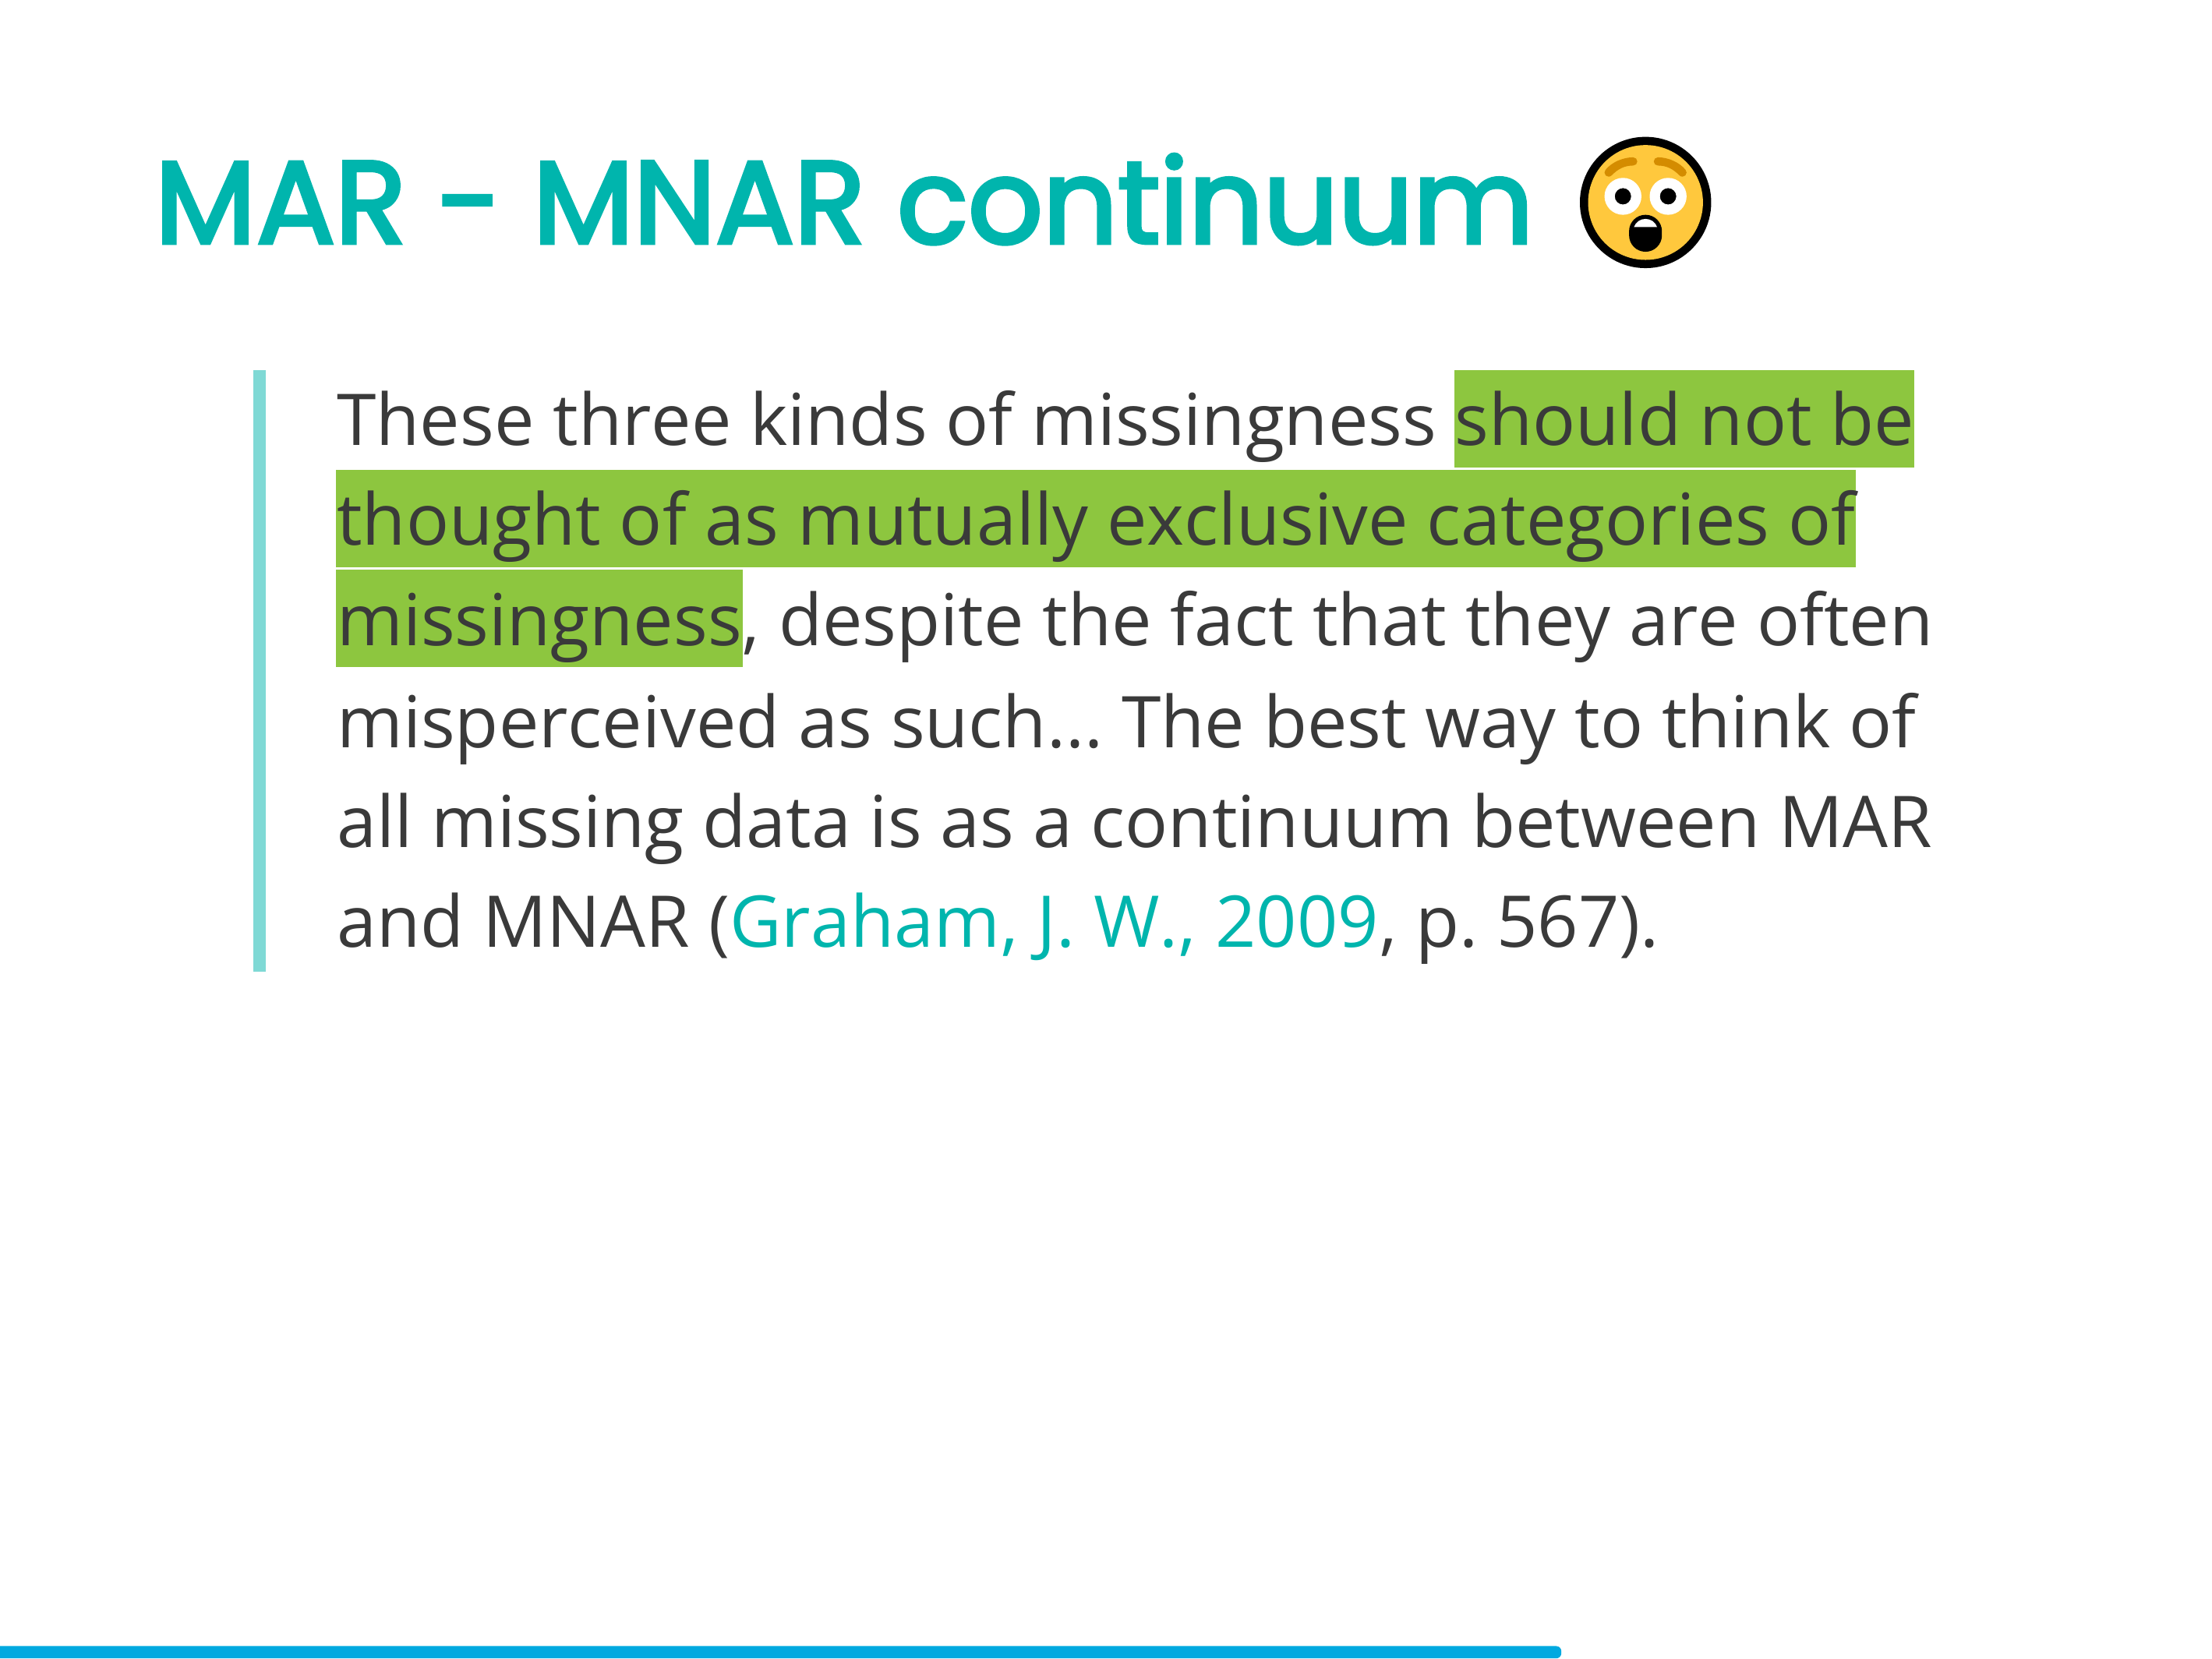 MAR – MNAR continuum
These three kinds of missingness should not be
thought of as mutually exclusive categories of
missingness, despite the fact that they are often
misperceived as such... The best way to think of
all missing data is as a continuum between MAR
and MNAR (Graham, J. W., 2009, p. 567).